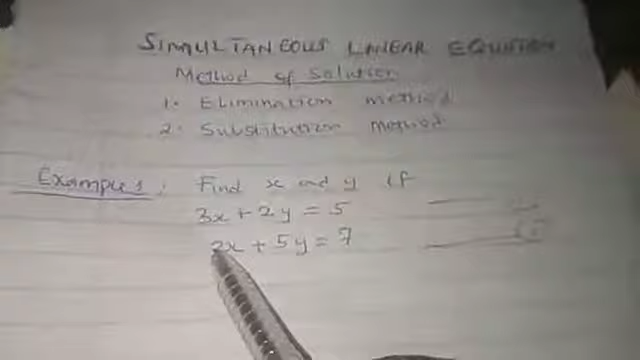 SIMULTANEOUS LINEAR EQUATION
Method of Solution
1. Elimination method
2. Substitution method
Example 1: Find x and y if
3x + 2y = 5
2x + 5y = 7